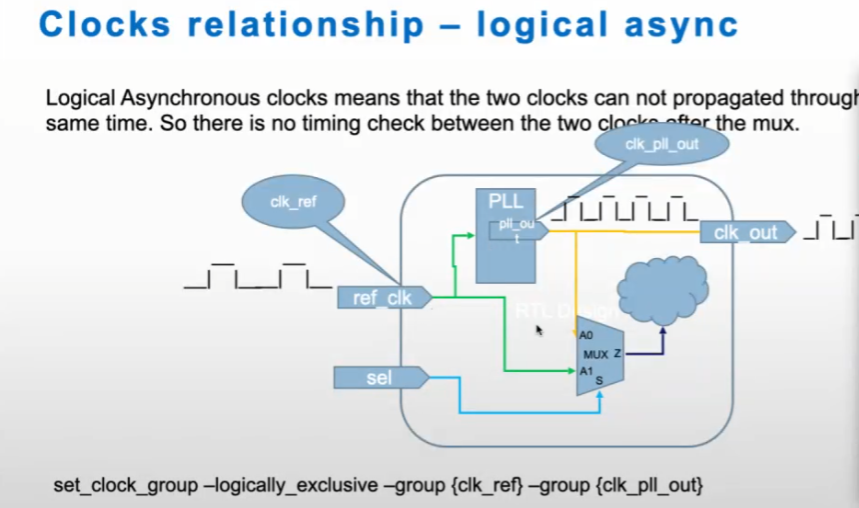 Clocks relationship – logical async
Logical Asynchronous clocks means that the two clocks can not propagated through
same time. So there is no timing check between the two clocks after the mux.
clk_pll_out
clk_ref
PLL
pll_ou
t
clk_out
ref_clk
RTL Design
A0
MUX Z
A1
S
sel
set_clock_group –logically_exclusive –group {clk_ref} –group {clk_pll_out}